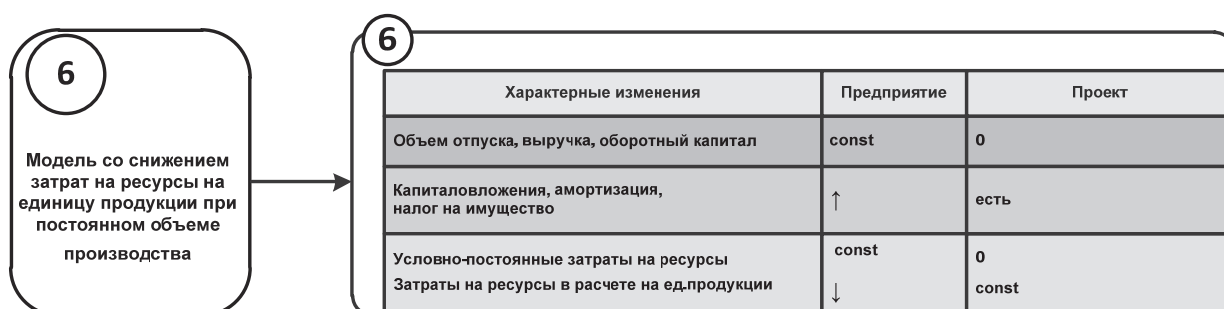 6
Модель со снижением
затрат на ресурсы на
единицу продукции при
постоянном объеме
производства
6
Характерные изменения Предприятие Проект
Объем отпуска, выручка, оборотный капитал const 0
Капиталовложения, амортизация,
налог на имущество ↑ есть
Условно-постоянные затраты на ресурсы const 0
Затраты на ресурсы в расчете на ед.продукции ↓ const